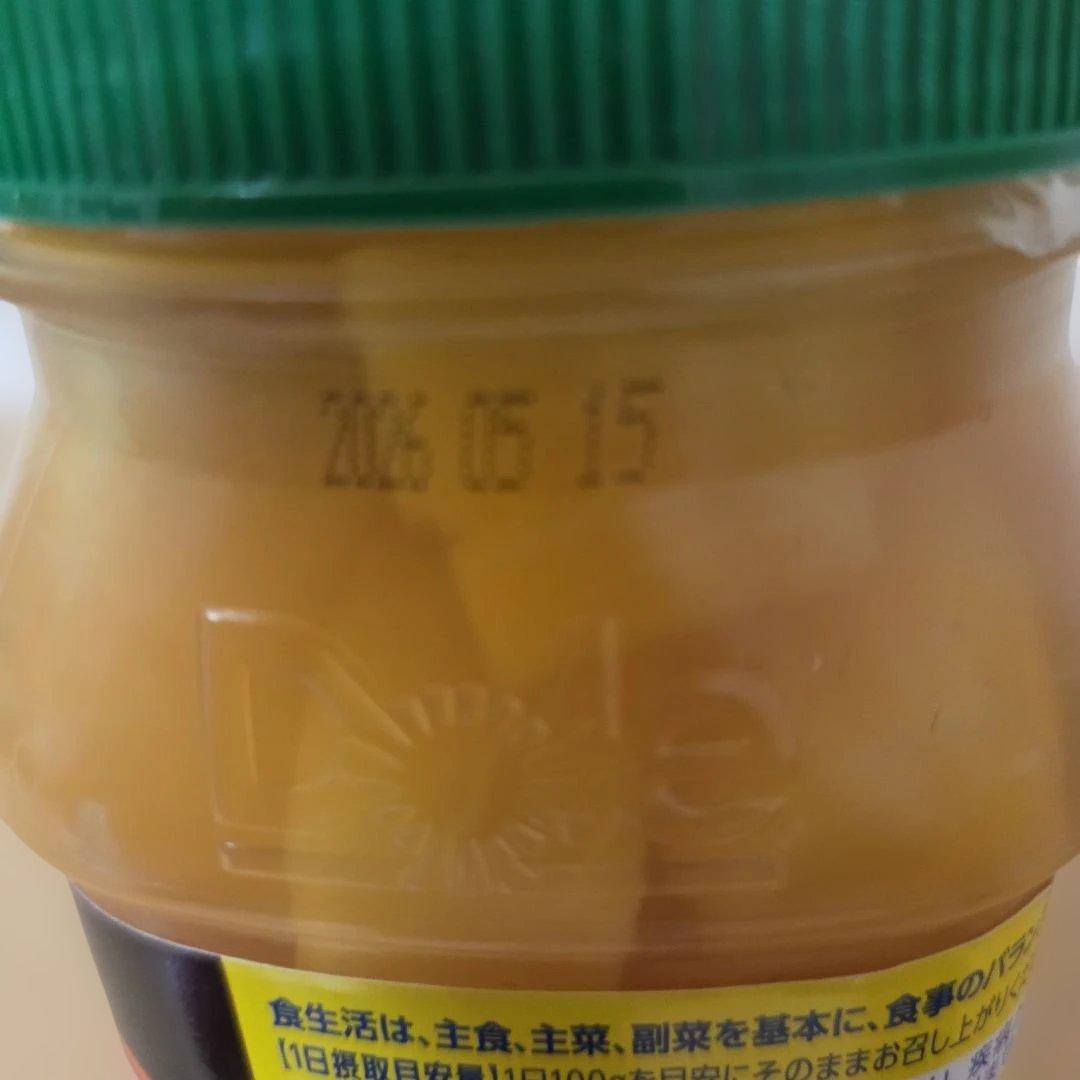 2026 05 15
Dole
食生活は、主食、主菜、副菜を基本に、食事のバラン
【1日摂取目安量】1日100gを目安にそのままお召し上がりく